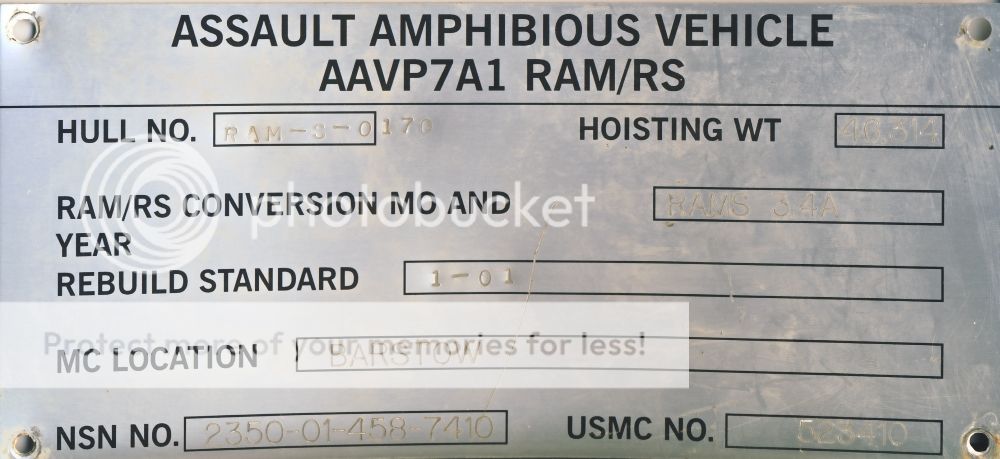 ASSAULT AMPHIBIOUS VEHICLE
AAVP7A1 RAM/RS
HULL NO. RAM-S-0170 HOISTING WT 46,314
RAM/RS CONVERSION MO AND RAMS 3.4A
YEAR
REBUILD STANDARD 1-01
MC LOCATION BARSTOW
NSN NO. 2350-01-458-7410 USMC NO. 523410
photobucket
Protect more of your memories for less!